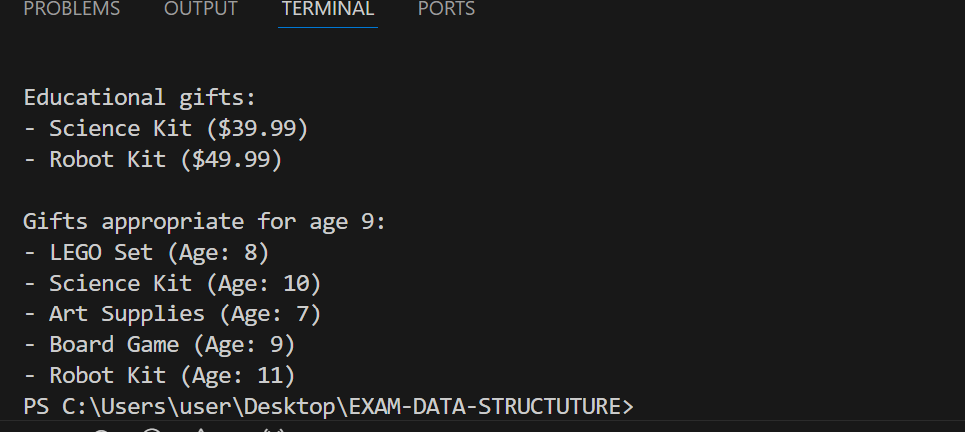 PROBLEMS OUTPUT TERMINAL PORTS
Educational gifts:
- Science Kit ($39.99)
- Robot Kit ($49.99)
Gifts appropriate for age 9:
- LEGO Set (Age: 8)
- Science Kit (Age: 10)
- Art Supplies (Age: 7)
- Board Game (Age: 9)
- Robot Kit (Age: 11)
PS C:\Users\user\Desktop\EXAM-DATA-STRUCTUTURE>